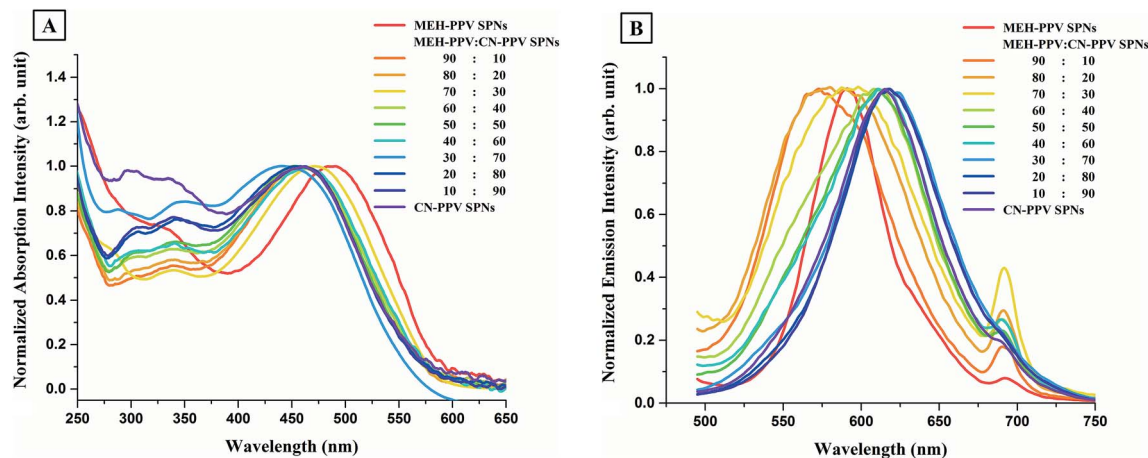 A
MEH-PPV SPNs
MEH-PPV:CN-PPV SPNs
90 : 10
80 : 20
70 : 30
60 : 40
50 : 50
40 : 60
30 : 70
20 : 80
10 : 90
CN-PPV SPNs
Normalized Absorption Intensity (arb. unit)
1.4
1.2
1.0
0.8
0.6
0.4
0.2
0.0
250 300 350 400 450 500 550 600 650
Wavelength (nm)
B
MEH-PPV SPNs
MEH-PPV:CN-PPV SPNs
90 : 10
80 : 20
70 : 30
60 : 40
50 : 50
40 : 60
30 : 70
20 : 80
10 : 90
CN-PPV SPNs
Normalized Emission Intensity (arb. unit)
1.0
0.8
0.6
0.4
0.2
0.0
500 550 600 650 700 750
Wavelength (nm)